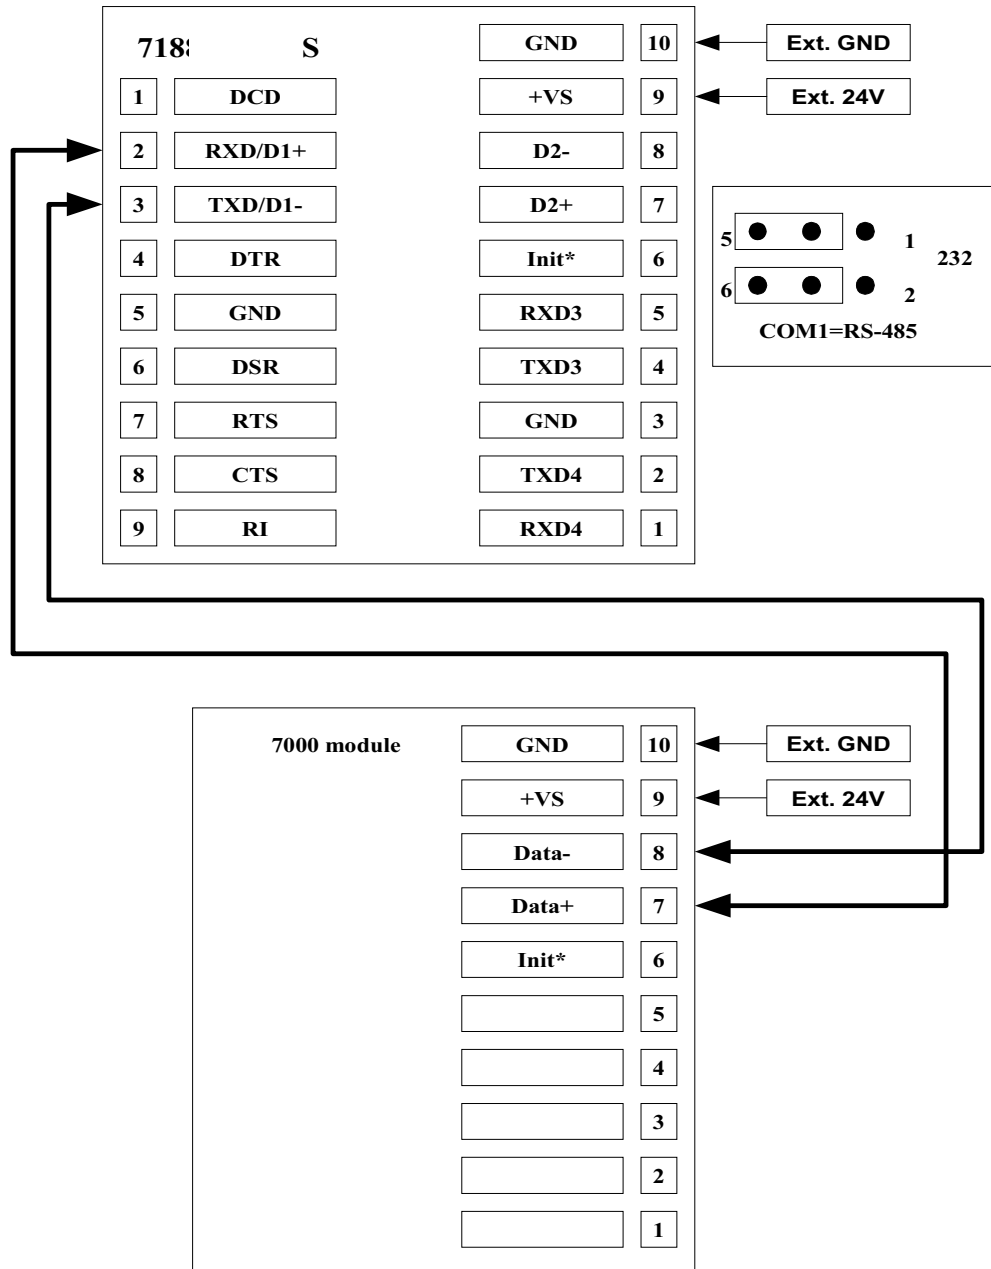 7188 S
GND 10 Ext. GND
1 DCD +VS 9 Ext. 24V
2 RXD/D1+ D2- 8
3 TXD/D1- D2+ 7
4 DTR Init* 6
5 GND RXD3 5
6 DSR TXD3 4
7 RTS GND 3
8 CTS TXD4 2
9 RI RXD4 1
5 1
232
6 2
COM1=RS-485
7000 module GND 10 Ext. GND
+VS 9 Ext. 24V
Data- 8
Data+ 7
Init* 6
5
4
3
2
1